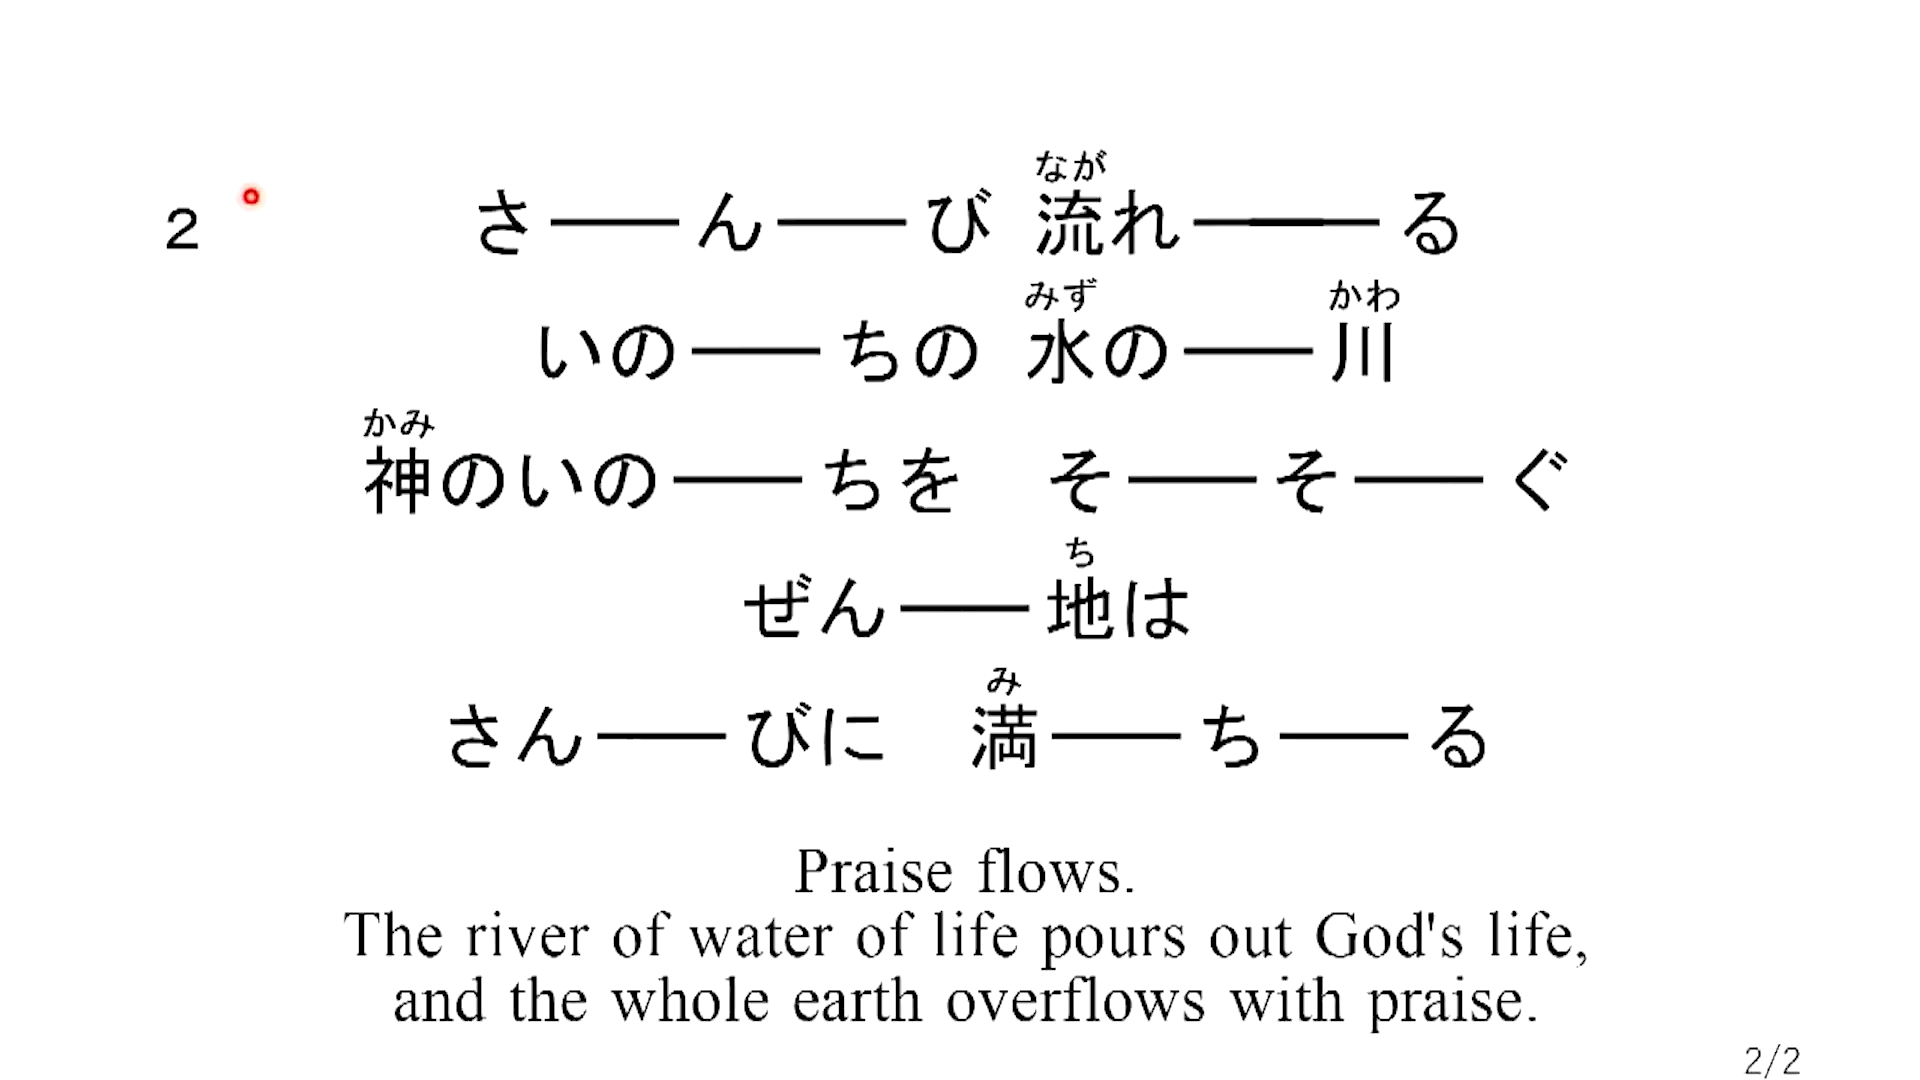 2
なが
さ――ん――び 流れ―――る
みず かわ
いの――ちの 水の――川
かみ
神のいの――ちを そ――そ――ぐ
ち
ぜん――地は
み
さん――びに 満――ち――る
Praise flows.
The river of water of life pours out God's life,
and the whole earth overflows with praise.
2/2